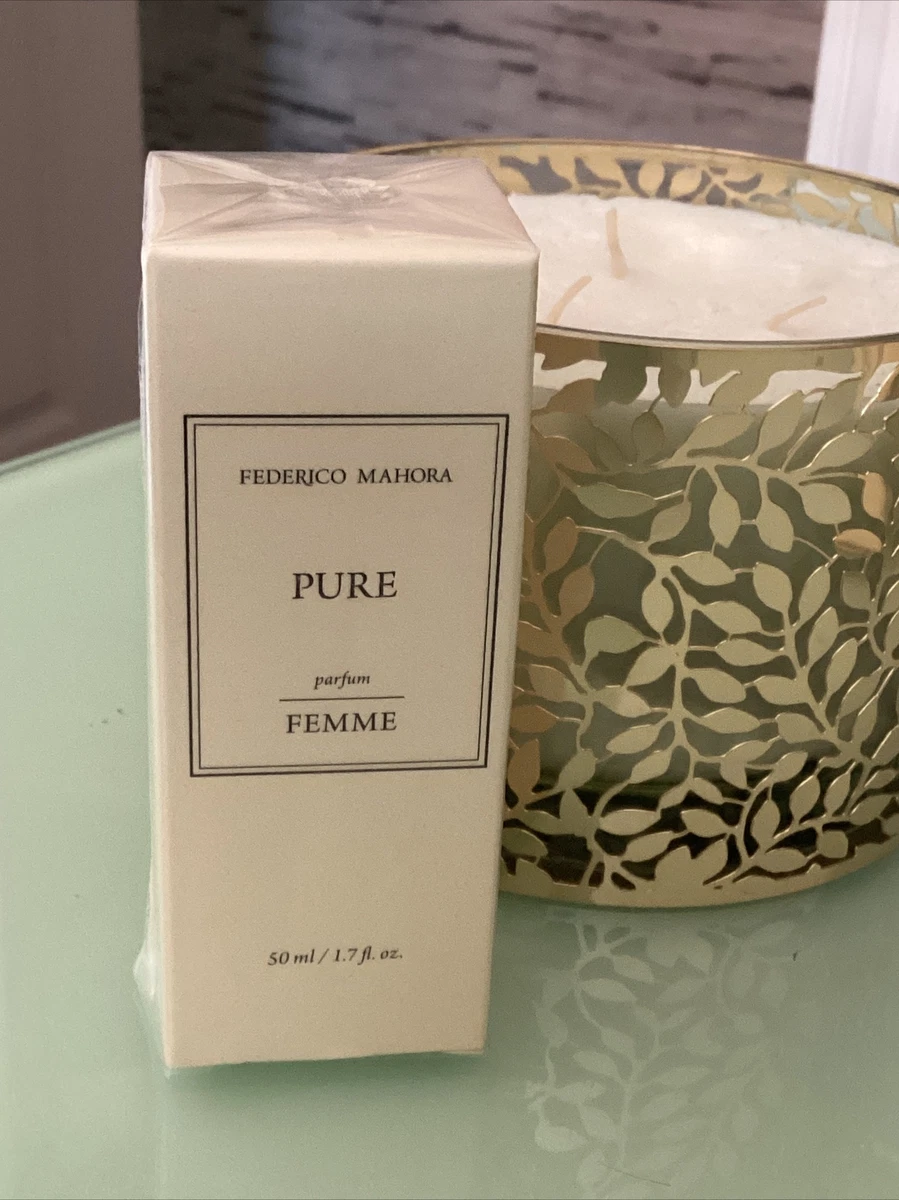 FEDERICO MAHORA
PURE
parfum
FEMME
50 ml / 1.7 fl. oz.